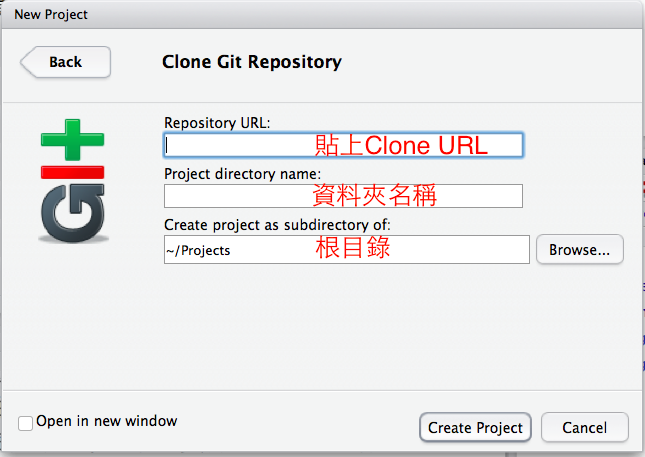 New Project
Back
Clone Git Repository
Repository URL:
貼上Clone URL
Project directory name:
資料夾名稱
Create project as subdirectory of:
~/Projects 根目錄
Browse...
Git
Open in new window
Create Project
Cancel